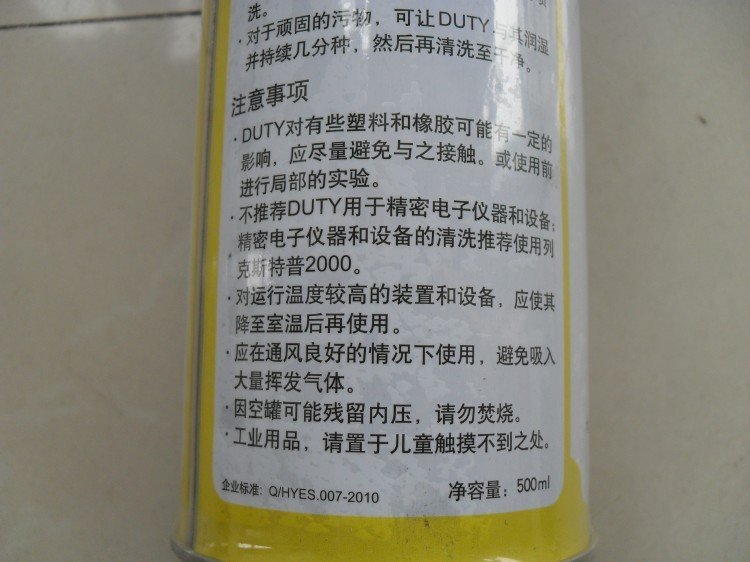 洗。
·对于顽固的污物，可让DUTY与其润湿
并持续几分种，然后再清洗至干净。
注意事项
·DUTY对有些塑料和橡胶可能有一定的
影响，应尽量避免与之接触。或使用前
进行局部的实验。
·不推荐DUTY用于精密电子仪器和设备；
精密电子仪器和设备的清洗推荐使用列
克斯特普2000。
·对运行温度较高的装置和设备，应使其
降至室温后再使用。
·应在通风良好的情况下使用，避免吸入
大量挥发气体。
·因空罐可能残留内压，请勿焚烧。
·工业用品，请置于儿童触摸不到之处。
企业标准: Q/HYES.007-2010 净容量：500ml